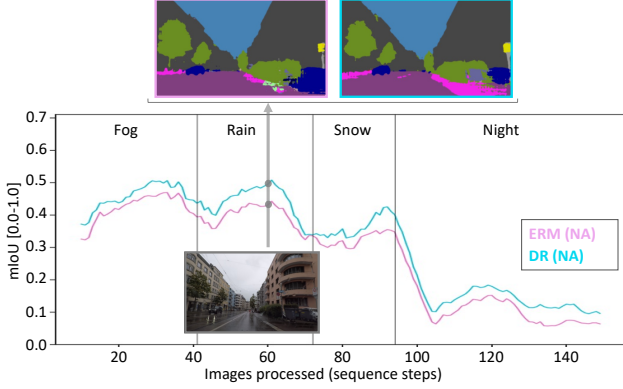 0.7
0.6
0.5
0.4
0.3
0.2
0.1
0.0
mIoU [0.0-1.0]
Fog Rain Snow Night
ERM (NA)
DR (NA)
20 40 60 80 100 120 140
Images processed (sequence steps)